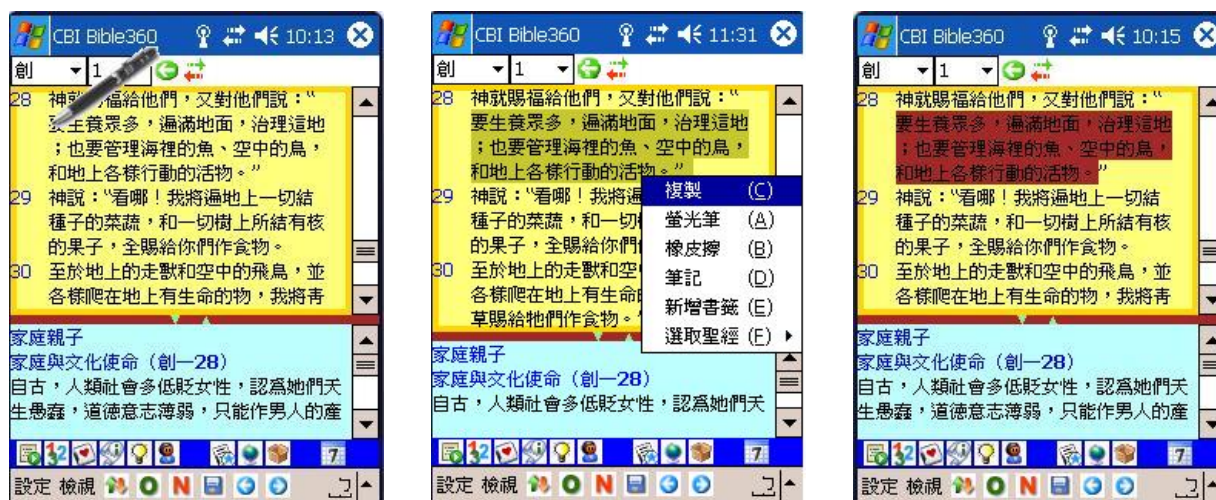 CBI Bible360 10:13
創 1
28 神就賜福給他們，又對他們說：“
要生養眾多，遍滿地面，治理這地
；也要管理海裡的魚、空中的鳥，
和地上各樣行動的活物。”
29 神說：“看哪！我將遍地上一切結
種子的菜蔬，和一切樹上所結有核
的果子，全賜給你們作食物。
30 至於地上的走獸和空中的飛鳥，並
各樣爬在地上有生命的物，我將青
家庭親子
家庭與文化使命（創一28）
自古，人類社會多低貶女性，認為她們天
生愚蠢，道德意志薄弱，只能作男人的產
7
設定 檢視 O N
CBI Bible360 11:31
創 1
28 神就賜福給他們，又對他們說：“
要生養眾多，遍滿地面，治理這地
；也要管理海裡的魚、空中的鳥，
和地上各樣行動的活物。”
29 神說：“看哪！我將遍
種子的菜蔬，和一切
的果子，全賜給你們
30 至於地上的走獸和空
各樣爬在地上有生命
草賜給牠們作食物。
複製 (C)
螢光筆 (A)
橡皮擦 (B)
筆記 (D)
新增書籤 (E)
選取聖經 (F)
家庭親子
家庭與文化使命（創一28）
自古，人類社會多低貶女性，認為她們天
7
設定 檢視 O N
CBI Bible360 10:15
創 1
28 神就賜福給他們，又對他們說：“
要生養眾多，遍滿地面，治理這地
；也要管理海裡的魚、空中的鳥，
和地上各樣行動的活物。”
29 神說：“看哪！我將遍地上一切結
種子的菜蔬，和一切樹上所結有核
的果子，全賜給你們作食物。
30 至於地上的走獸和空中的飛鳥，並
各樣爬在地上有生命的物，我將青
家庭親子
家庭與文化使命（創一28）
自古，人類社會多低貶女性，認為她們天
生愚蠢，道德意志薄弱，只能作男人的產
7
設定 檢視 O N